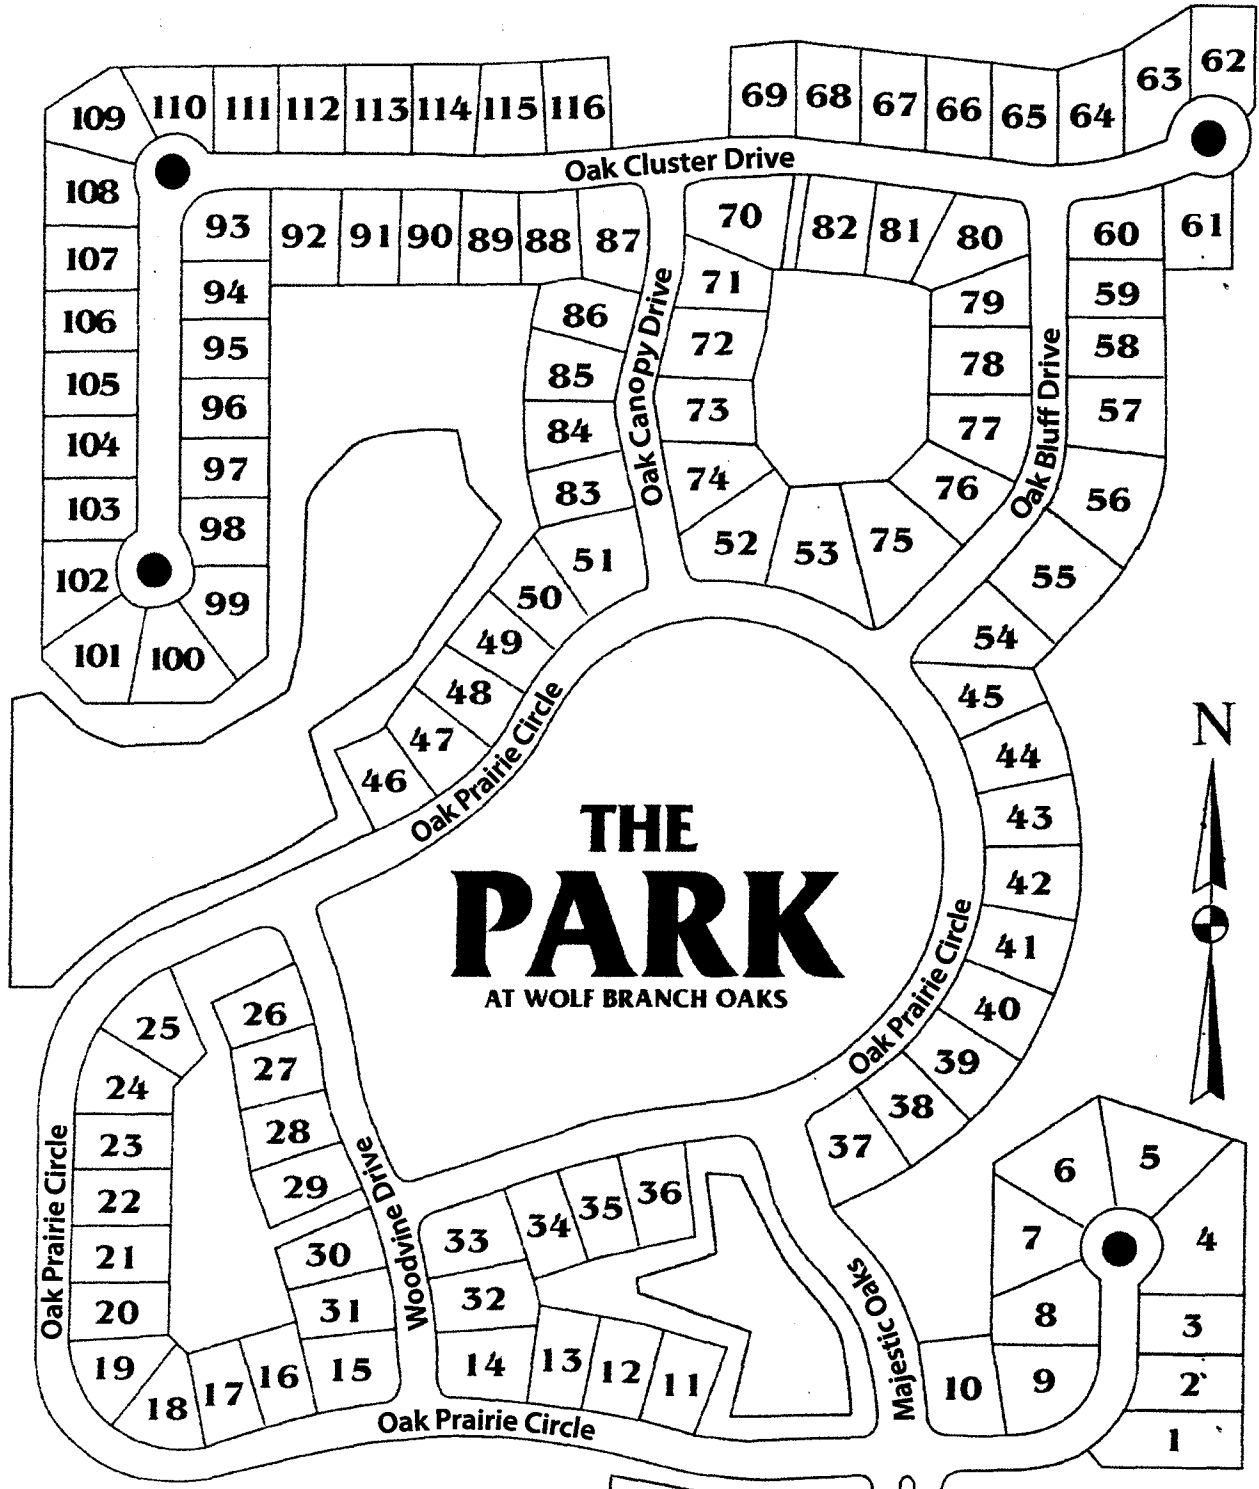 62
63
109 110 111 112 113 114 115 116
69 68 67 66 65 64
Oak Cluster Drive
108
93 92 91 90 89 88 87
70 82 81 80 60 61
107
94 86 71 79 59
106
95 85 72 78 58
105
96 84 73 77 57
104
97 83 74 76 56
103
98 51 52 53 75 55
102
99 50 54
101 100
49 48 47 46
45
44
43
42
41
40
39
38
37
Oak Canopy Drive
Oak Bluff Drive
Oak Prairie Circle
N
THE
PARK
AT WOLF BRANCH OAKS
Oak Prairie Circle
25 26
24 27
23 28
22 29
21 30
20 31
19 18 17 16 15
Oak Prairie Circle
Woodvine Drive
33 34 35 36
32
14 13 12 11
Oak Prairie Circle
Majestic Oaks
6 5
7 4
8 3
10 9 2
1